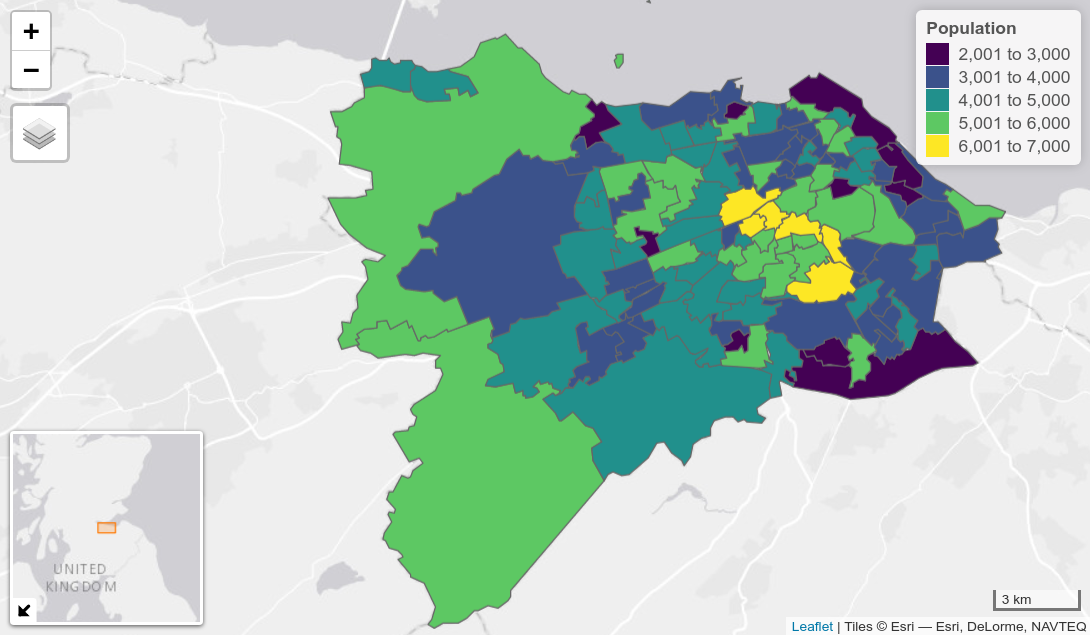 +
−
Population
2,001 to 3,000
3,001 to 4,000
4,001 to 5,000
5,001 to 6,000
6,001 to 7,000
UNITED
KINGDOM
3 km
Leaflet | Tiles © Esri — Esri, DeLorme, NAVTEQ